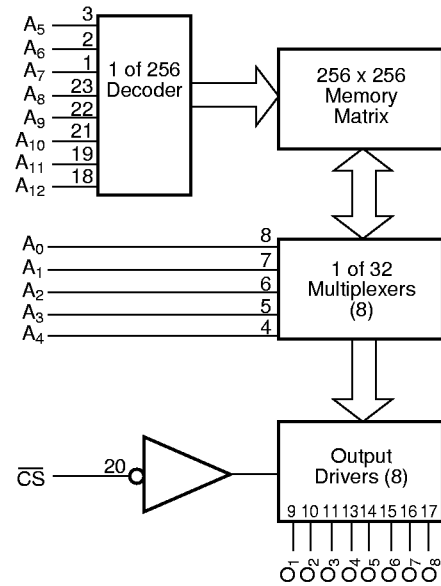 A5 3
A6 2
A7 1
A8 23
A9 22
A10 21
A11 19
A12 18
1 of 256
Decoder
256 x 256
Memory
Matrix
A0 8
A1 7
A2 6
A3 5
A4 4
1 of 32
Multiplexers
(8)
CS 20
Output
Drivers (8)
9 10 11 13 14 15 16 17
O1 O2 O3 O4 O5 O6 O7 O8